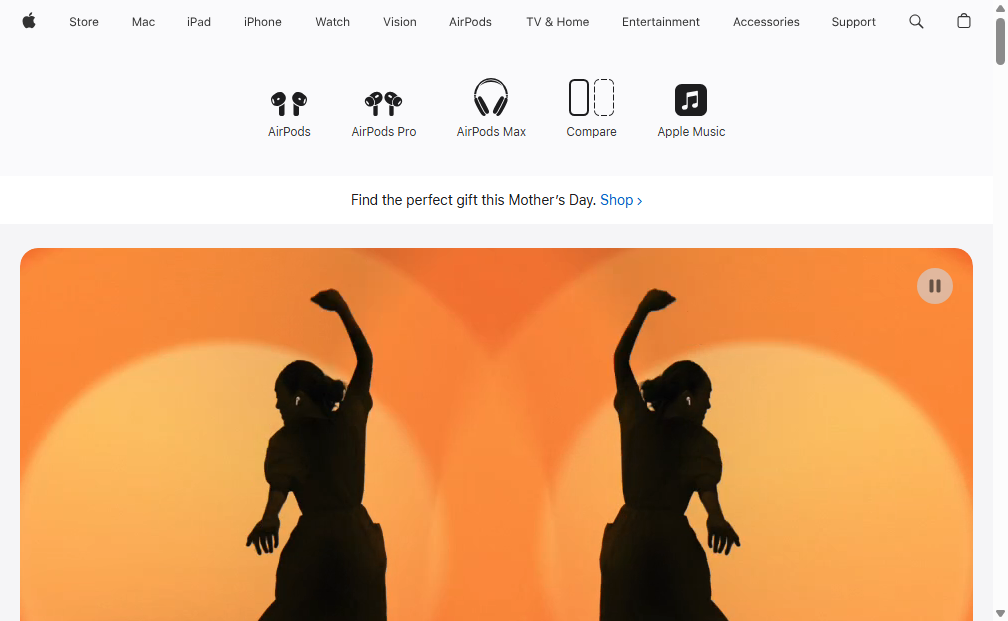 Store Mac iPad iPhone Watch Vision AirPods TV & Home Entertainment Accessories Support
AirPods AirPods Pro AirPods Max Compare Apple Music
Find the perfect gift this Mother's Day. Shop >